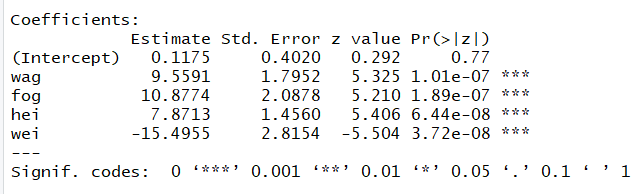 Coefficients:
            Estimate Std. Error z value Pr(>|z|)
(Intercept)   0.1175     0.4020   0.292     0.77
wag           9.5591     1.7952   5.325 1.01e-07 ***
fog          10.8774     2.0878   5.210 1.89e-07 ***
hei           7.8713     1.4560   5.406 6.44e-08 ***
wei         -15.4955     2.8154  -5.504 3.72e-08 ***
---
Signif. codes:  0 ‘***’ 0.001 ‘**’ 0.01 ‘*’ 0.05 ‘.’ 0.1 ‘ ’ 1